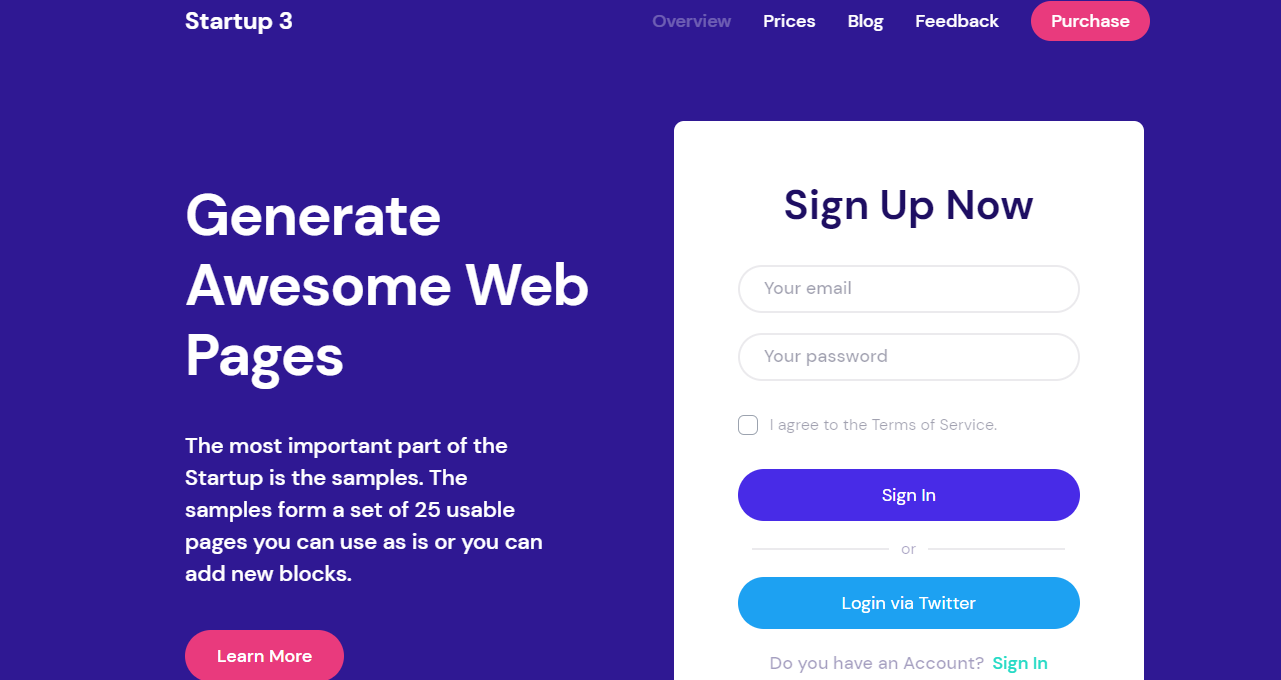 Startup 3
Overview Prices Blog Feedback Purchase
Generate
Awesome Web
Pages
The most important part of the
Startup is the samples. The
samples form a set of 25 usable
pages you can use as is or you can
add new blocks.
Learn More
Sign Up Now
Your email
Your password
I agree to the Terms of Service.
Sign In
or
Login via Twitter
Do you have an Account? Sign In